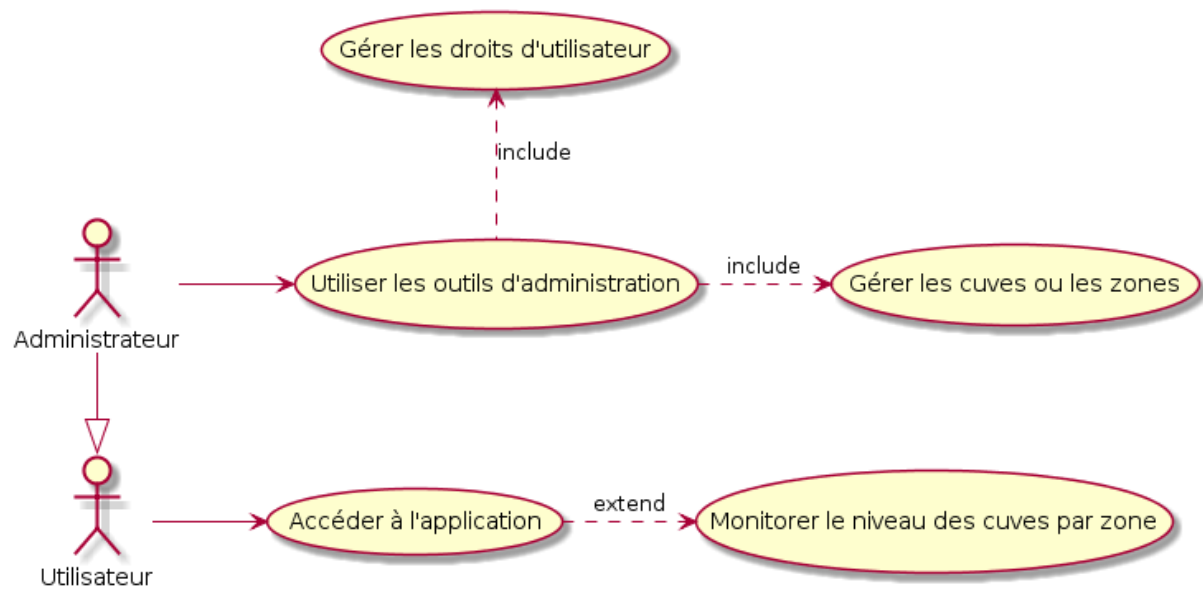 Gérer les droits d'utilisateur
include
Administrateur
Utiliser les outils d'administration
include
Gérer les cuves ou les zones
Utilisateur
Accéder à l'application
extend
Monitorer le niveau des cuves par zone